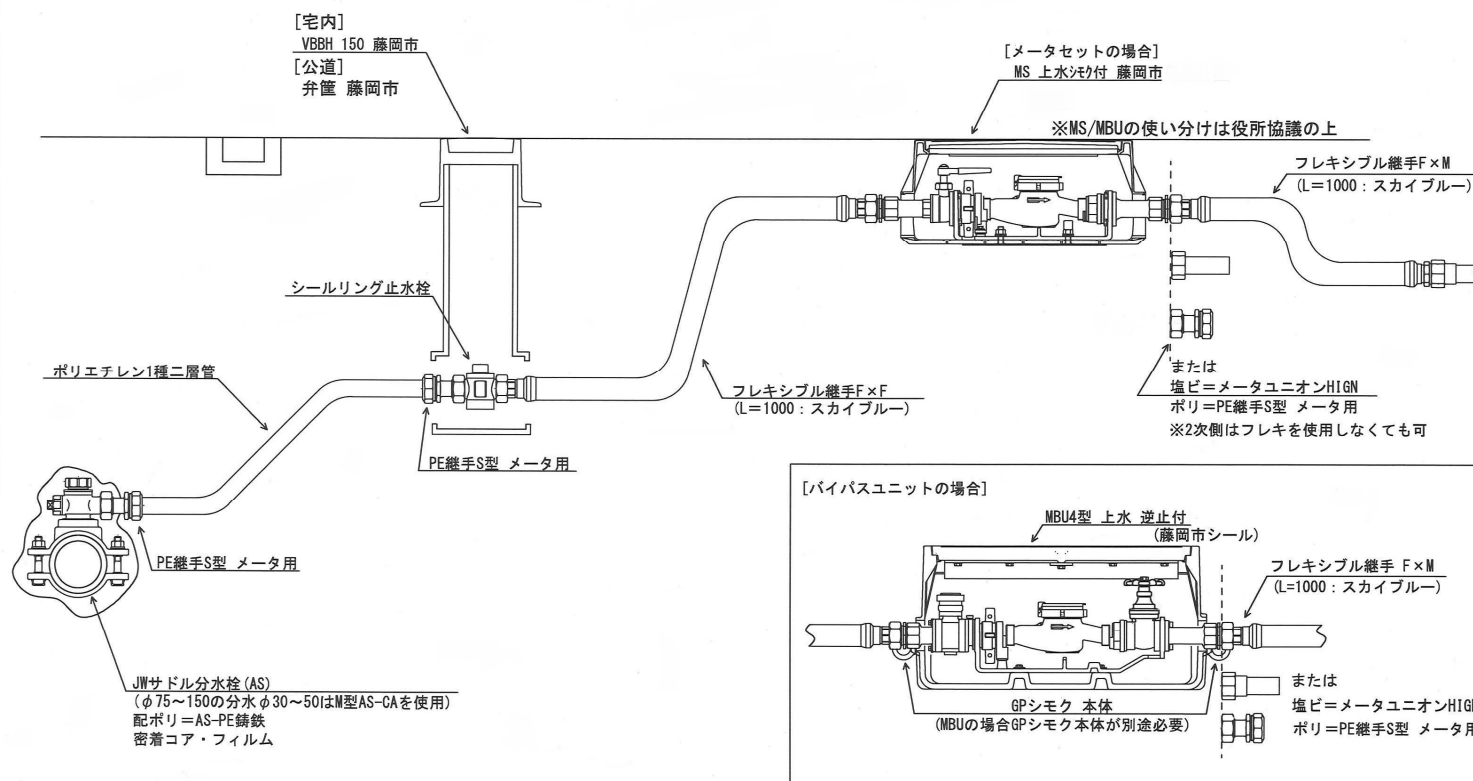 [宅内]
VBBH 150 藤岡市
[公道]
弁筐 藤岡市
[メータセットの場合]
MS 上水シモク付 藤岡市
※MS/MBUの使い分けは役所協議の上
フレキシブル継手F×M
(L=1000：スカイブルー)
シールリング止水栓
ポリエチレン1種二層管
フレキシブル継手F×F
(L=1000：スカイブルー)
または
塩ビ=メータユニオンHIGN
ポリ=PE継手S型 メータ用
※2次側はフレキを使用しなくても可
PE継手S型 メータ用
PE継手S型 メータ用
JWサドル分水栓(AS)
(φ75～150の分水φ30～50はM型AS-CAを使用)
配ポリ=AS-PE鋳鉄
密着コア・フィルム
[バイパスユニットの場合]
MBU4型 上水 逆止付
(藤岡市シール)
フレキシブル継手 F×M
(L=1000：スカイブルー)
GPシモク 本体
(MBUの場合GPシモク本体が別途必要)
または
塩ビ=メータユニオンHIGN
ポリ=PE継手S型 メータ用